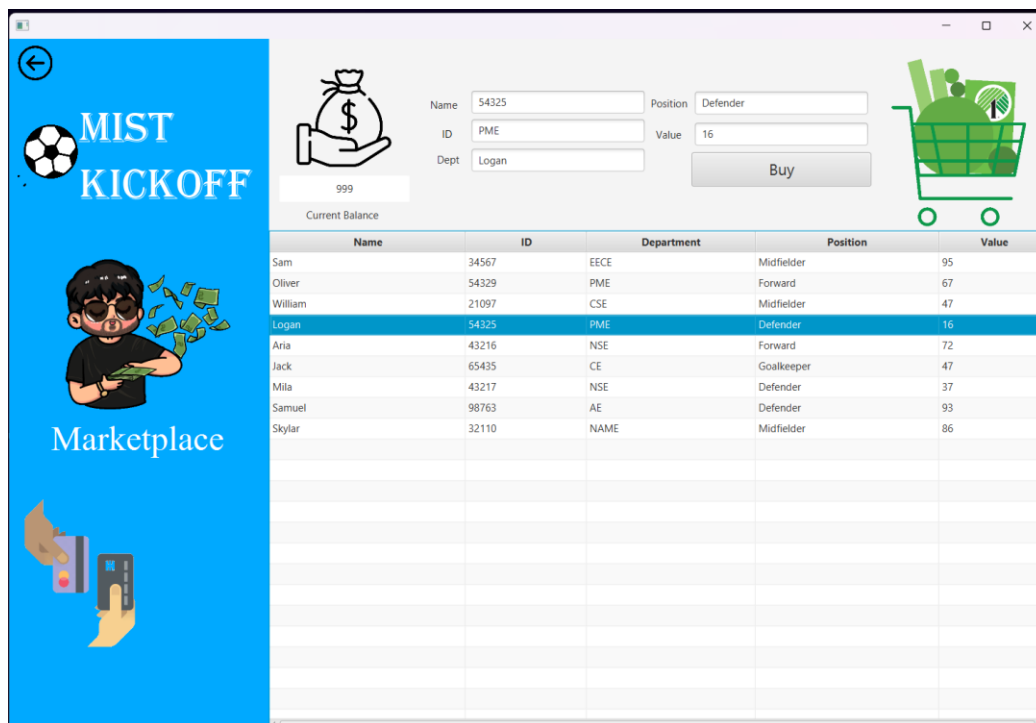 MIST
KICKOFF
Marketplace
999
Current Balance
Name 54325
ID PME
Dept Logan
Position Defender
Value 16
Buy
Name ID Department Position Value
Sam 34567 EECE Midfielder 95
Oliver 54329 PME Forward 67
William 21097 CSE Midfielder 47
Logan 54325 PME Defender 16
Aria 43216 NSE Forward 72
Jack 65435 CE Goalkeeper 47
Mila 43217 NSE Defender 37
Samuel 98763 AE Defender 93
Skylar 32110 NAME Midfielder 86